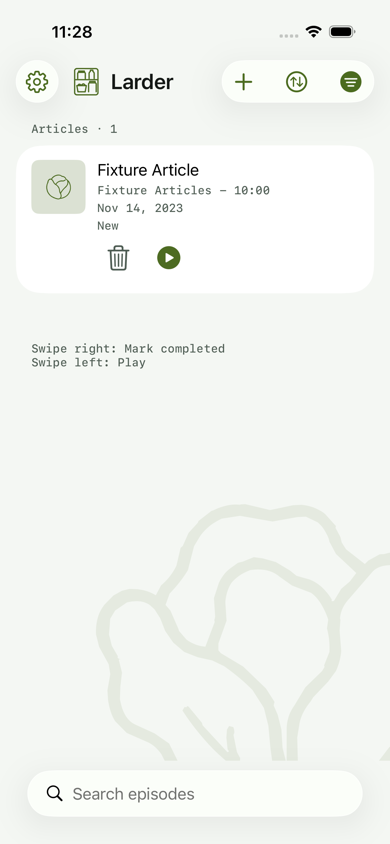 11:28
Larder
Articles · 1
Fixture Article
Fixture Articles — 10:00
Nov 14, 2023
New
Swipe right: Mark completed
Swipe left: Play
Search episodes